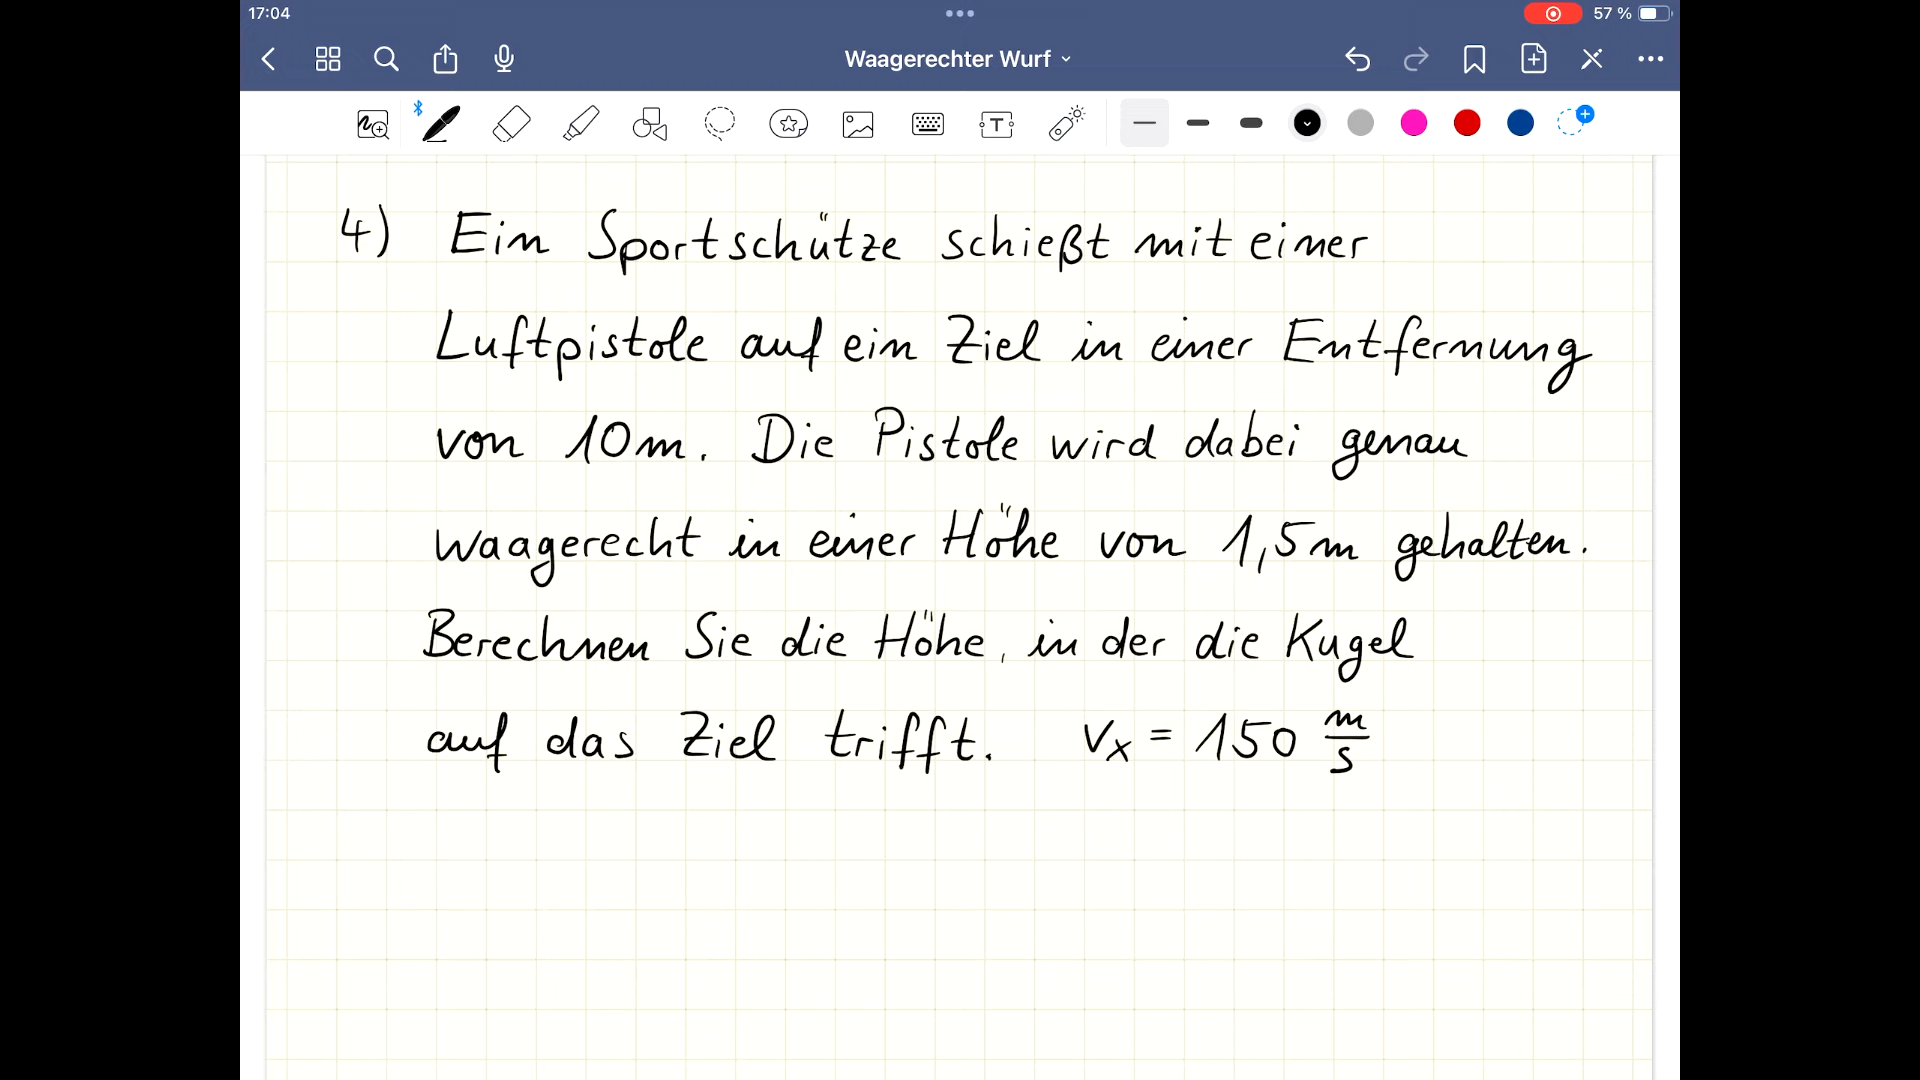 17:04
57 %
Waagerechter Wurf
4) Ein Sportschütze schießt mit einer
Luftpistole auf ein Ziel in einer Entfernung
von 10m. Die Pistole wird dabei genau
waagerecht in einer Höhe von 1,5m gehalten.
Berechnen Sie die Höhe, in der die Kugel
auf das Ziel trifft. vₓ = 150 m/s